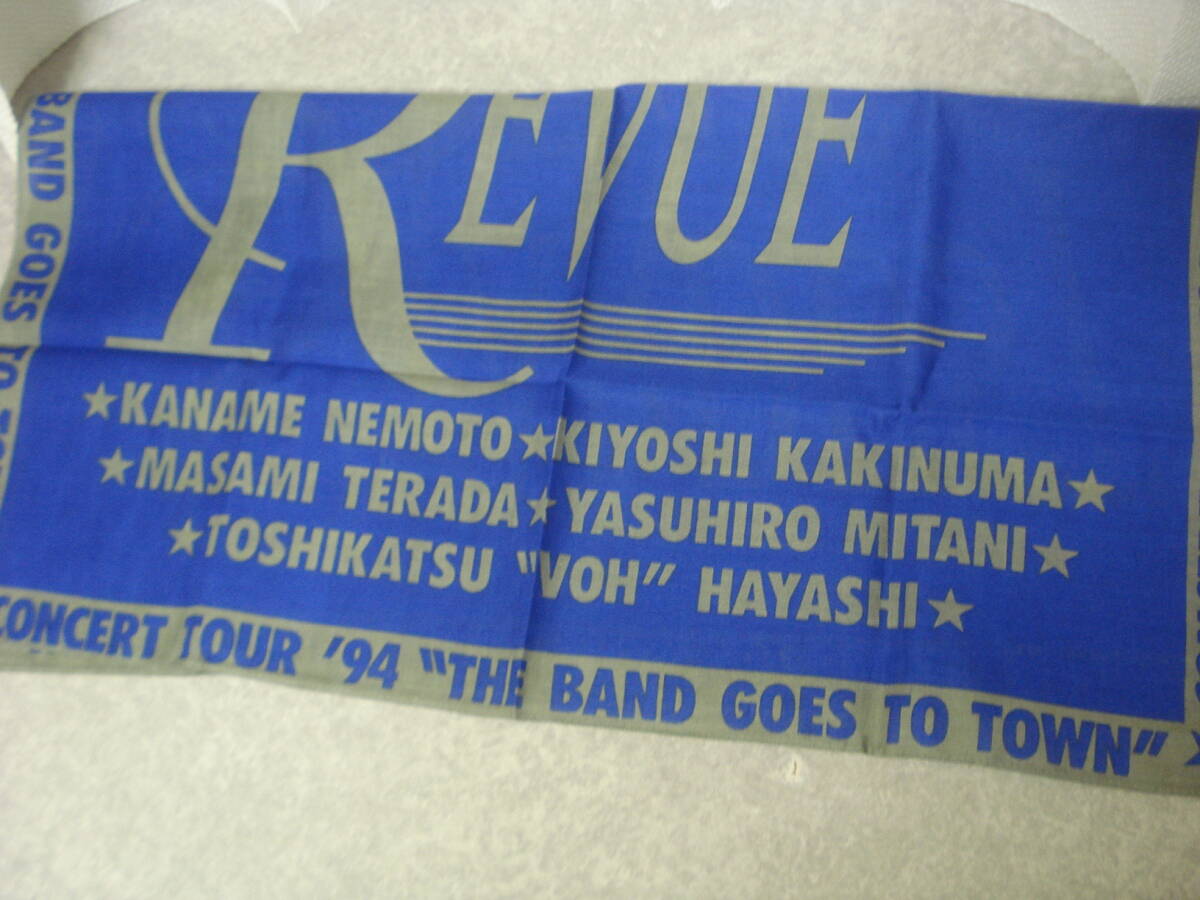 REVUE
★KANAME NEMOTO★KIYOSHI KAKINUMA★
★MASAMI TERADA★YASUHIRO MITANI★
★TOSHIKATSU "VOH" HAYASHI★
CONCERT TOUR '94 "THE BAND GOES TO TOWN"
BAND GOES TO